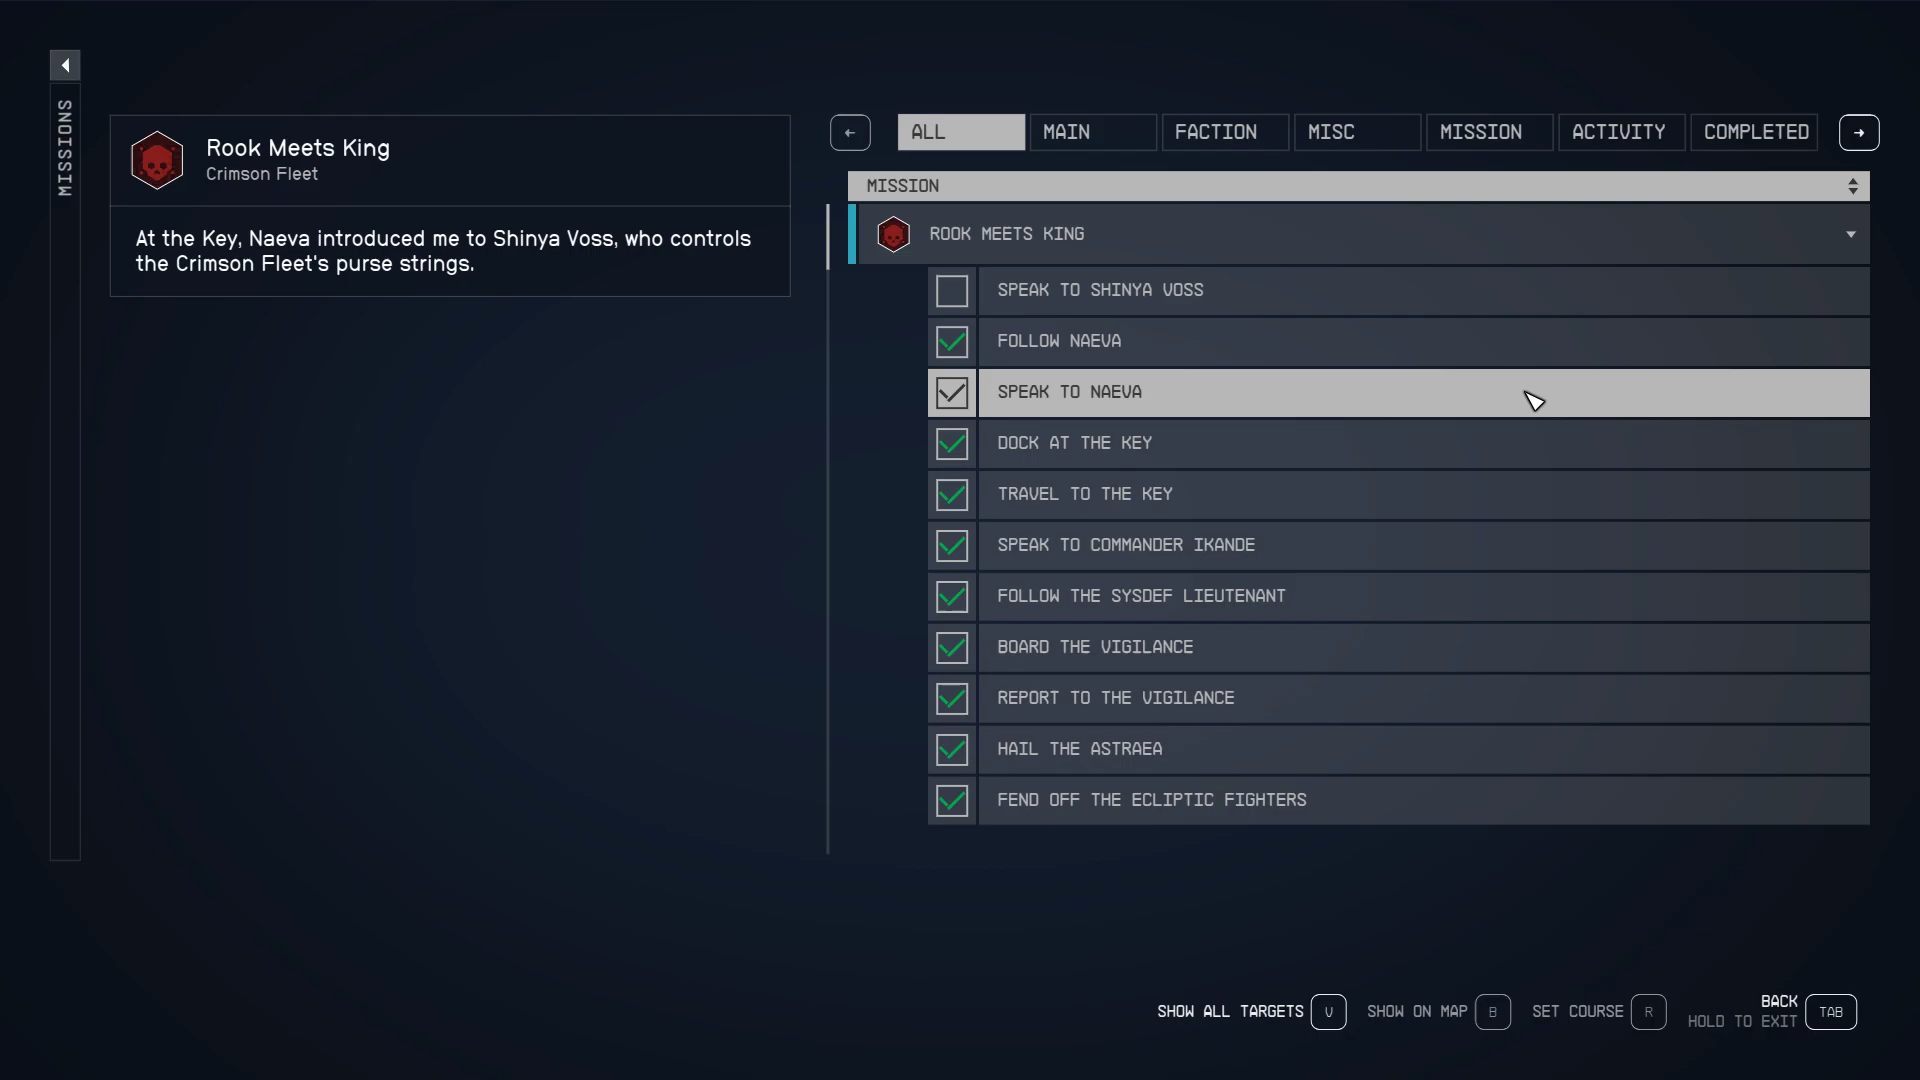 MISSIONS
Rook Meets King
Crimson Fleet
At the Key, Naeva introduced me to Shinya Voss, who controls
the Crimson Fleet's purse strings.
ALL
MAIN
FACTION
MISC
MISSION
ACTIVITY
COMPLETED
MISSION
ROOK MEETS KING
SPEAK TO SHINYA VOSS
FOLLOW NAEVA
SPEAK TO NAEVA
DOCK AT THE KEY
TRAVEL TO THE KEY
SPEAK TO COMMANDER IKANDE
FOLLOW THE SYSDEF LIEUTENANT
BOARD THE VIGILANCE
REPORT TO THE VIGILANCE
HAIL THE ASTRAEA
FEND OFF THE ECLIPTIC FIGHTERS
SHOW ALL TARGETS V
SHOW ON MAP B
SET COURSE R
BACK
HOLD TO EXIT
TAB